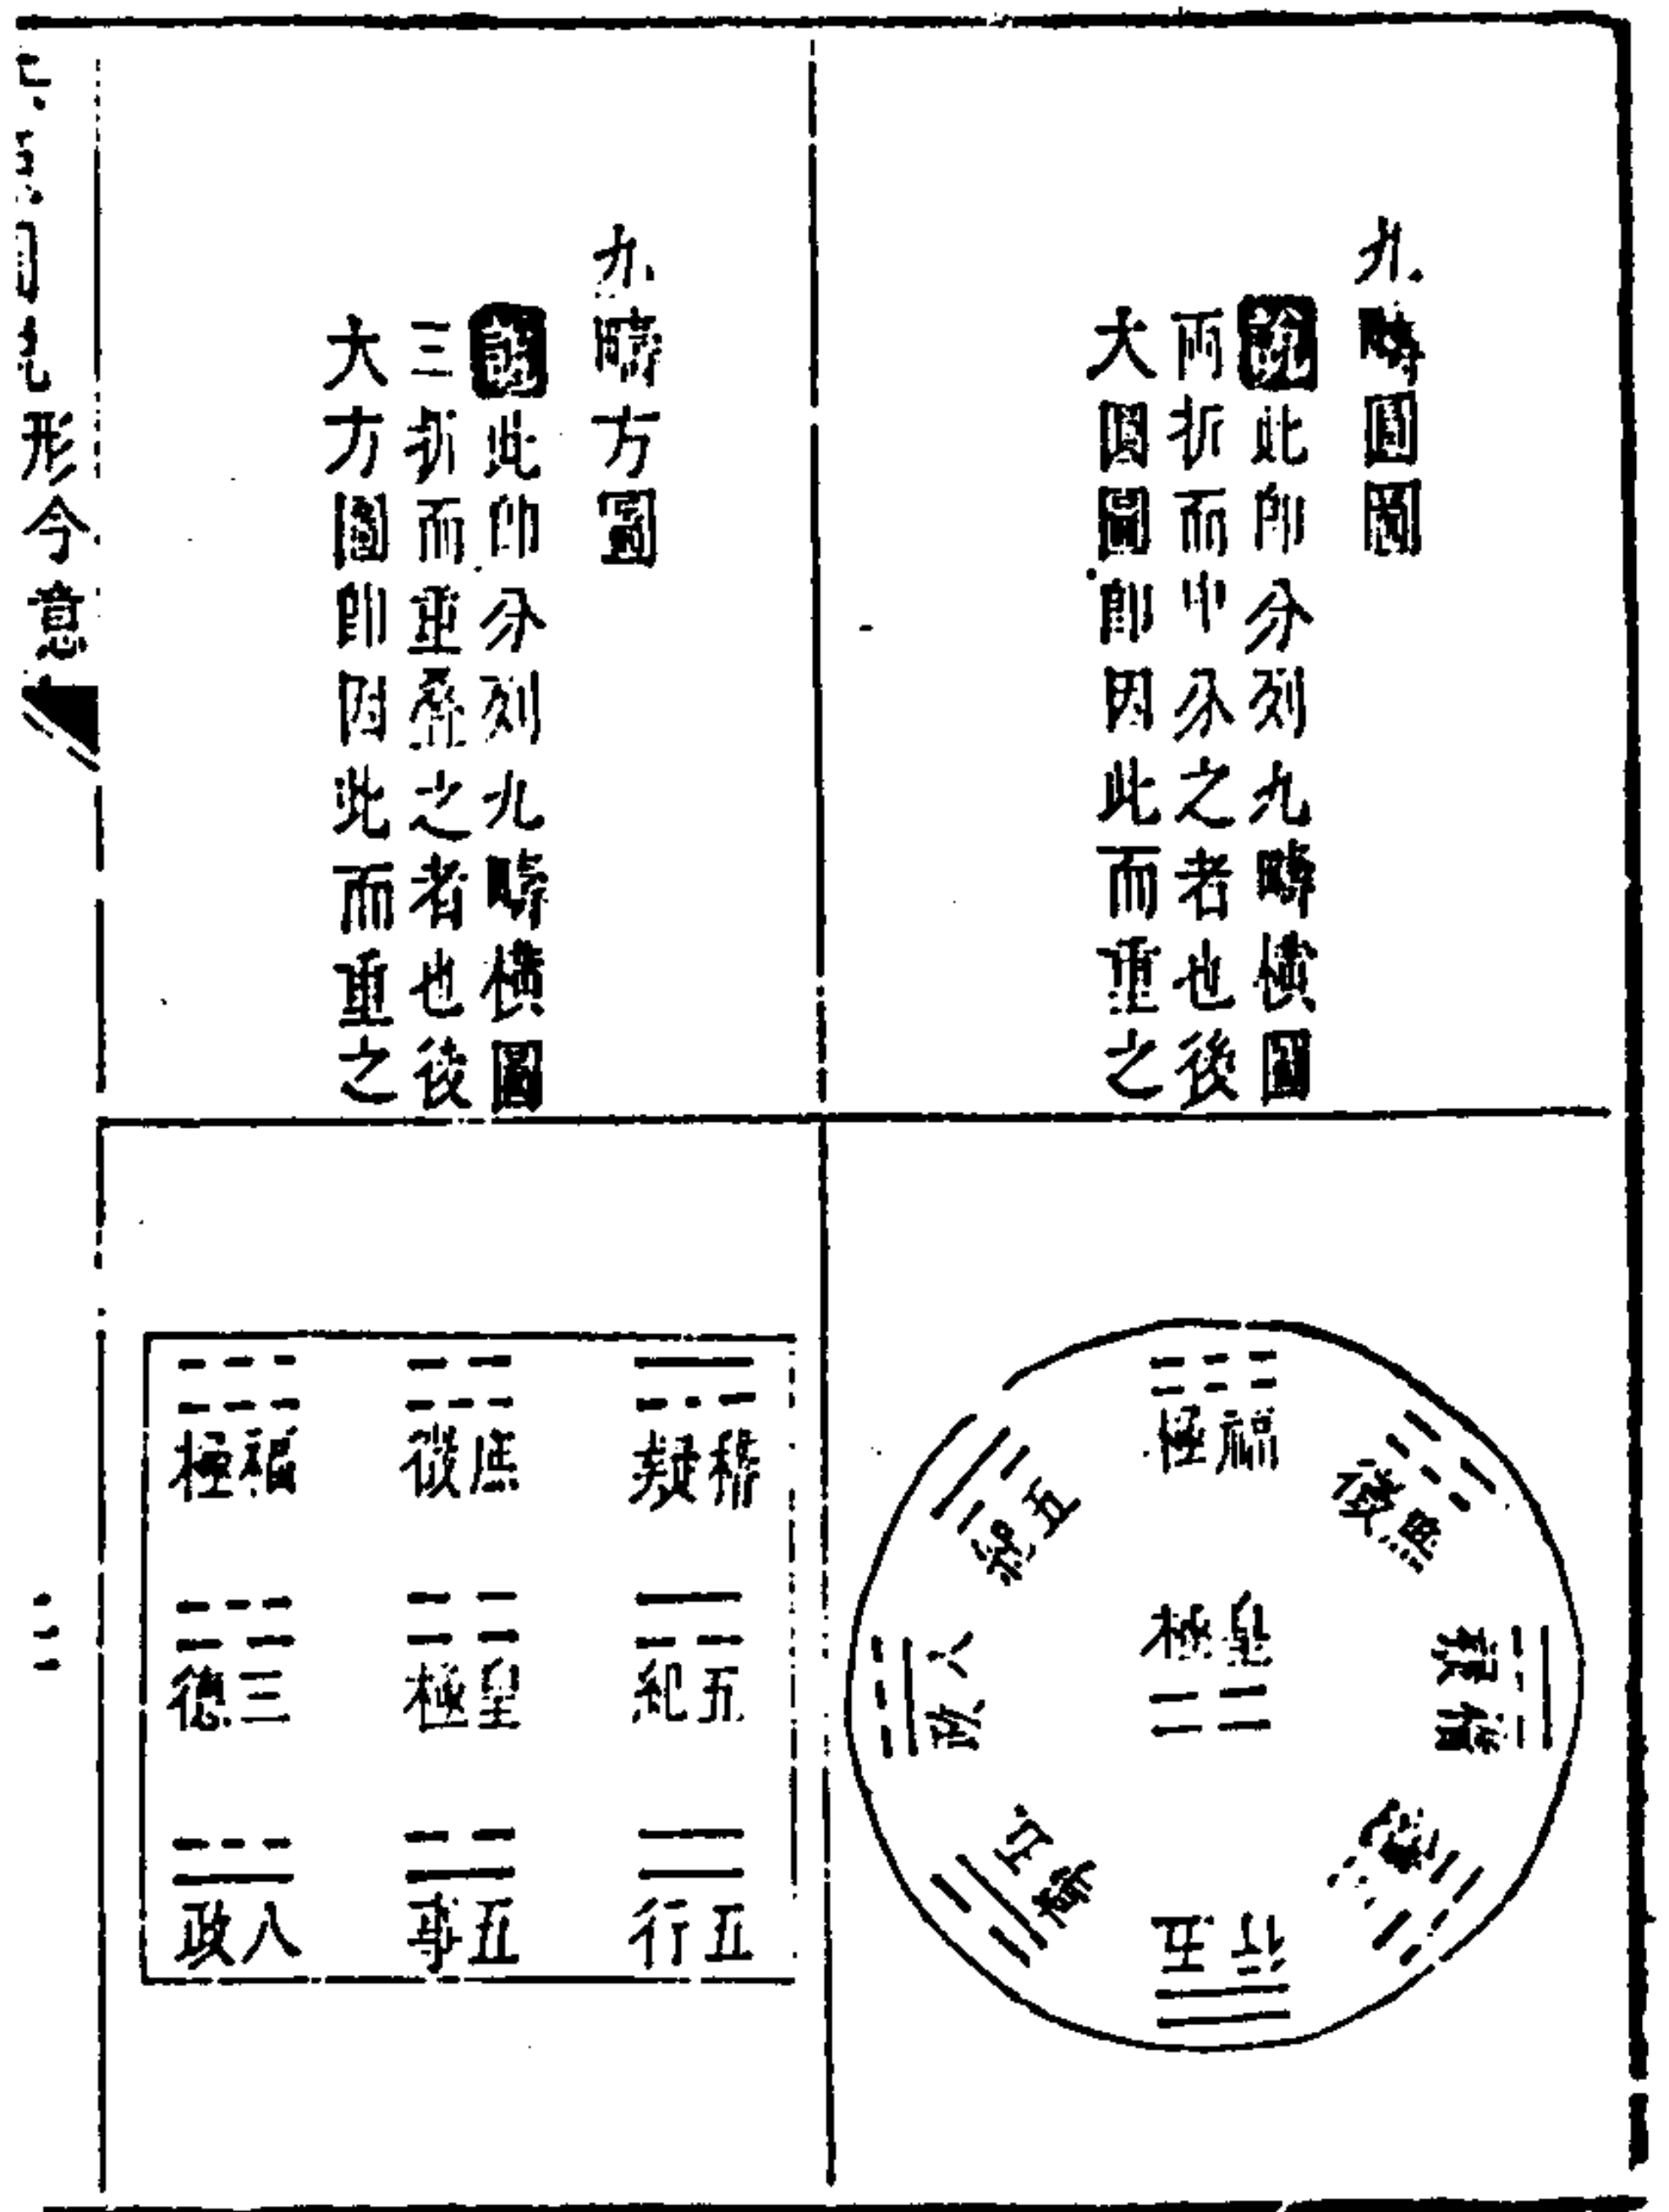 九疇圓圖
說此即分列九疇橫圖
兩折而中分之者也後
大圓圖即因此而重之
福極
庶徵
稽疑
三德
五行
五事
八政
五紀
皇極
九疇方圖
說此即分列九疇橫圖
三折而重疊之者也後
大方圖即因此而重之
稽疑
庶徵
福極
五紀
皇極
三德
五行
五事
八政
形今意
三